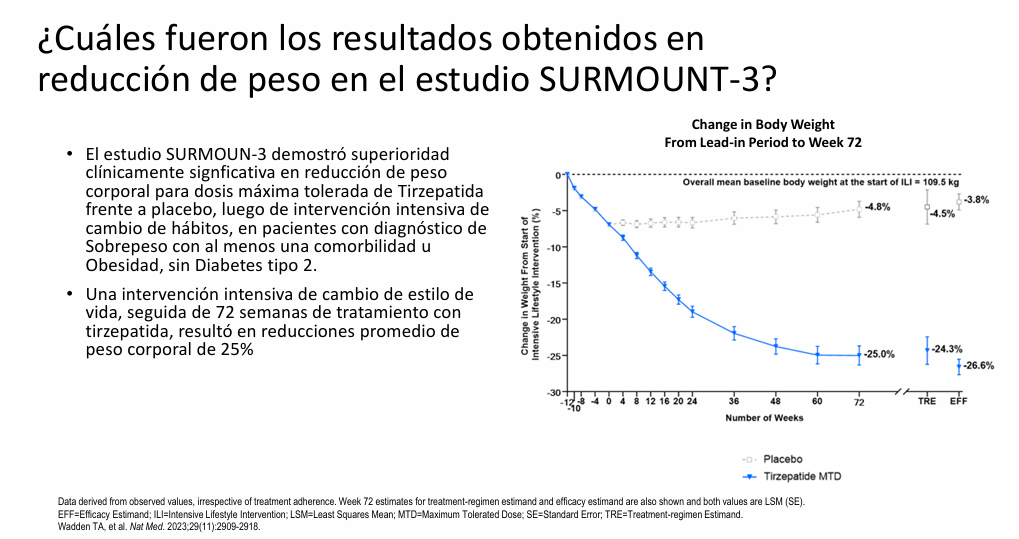 ¿Cuáles fueron los resultados obtenidos en
reducción de peso en el estudio SURMOUNT-3?
• El estudio SURMOUN-3 demostró superioridad
clínicamente signficativa en reducción de peso
corporal para dosis máxima tolerada de Tirzepatida
frente a placebo, luego de intervención intensiva de
cambio de hábitos, en pacientes con diagnóstico de
Sobrepeso con al menos una comorbilidad u
Obesidad, sin Diabetes tipo 2.
• Una intervención intensiva de cambio de estilo de
vida, seguida de 72 semanas de tratamiento con
tirzepatida, resultó en reducciones promedio de
peso corporal de 25%
Change in Body Weight
From Lead-in Period to Week 72
Change in Weight From Start of
Intensive Lifestyle Intervention (%)
0
-5
-10
-15
-20
-25
-30
Overall mean baseline body weight at the start of ILI = 109.5 kg
-4.8%
-4.5%
-3.8%
-25.0%
-24.3%
-26.6%
-12 -10 -8 -4 0 4 8 12 16 20 24 36 48 60 72 TRE EFF
Number of Weeks
Placebo
Tirzepatide MTD
Data derived from observed values, irrespective of treatment adherence. Week 72 estimates for treatment-regimen estimand and efficacy estimand are also shown and both values are LSM (SE).
EFF=Efficacy Estimand; ILI=Intensive Lifestyle Intervention; LSM=Least Squares Mean; MTD=Maximum Tolerated Dose; SE=Standard Error; TRE=Treatment-regimen Estimand.
Wadden TA, et al. Nat Med. 2023;29(11):2909-2918.